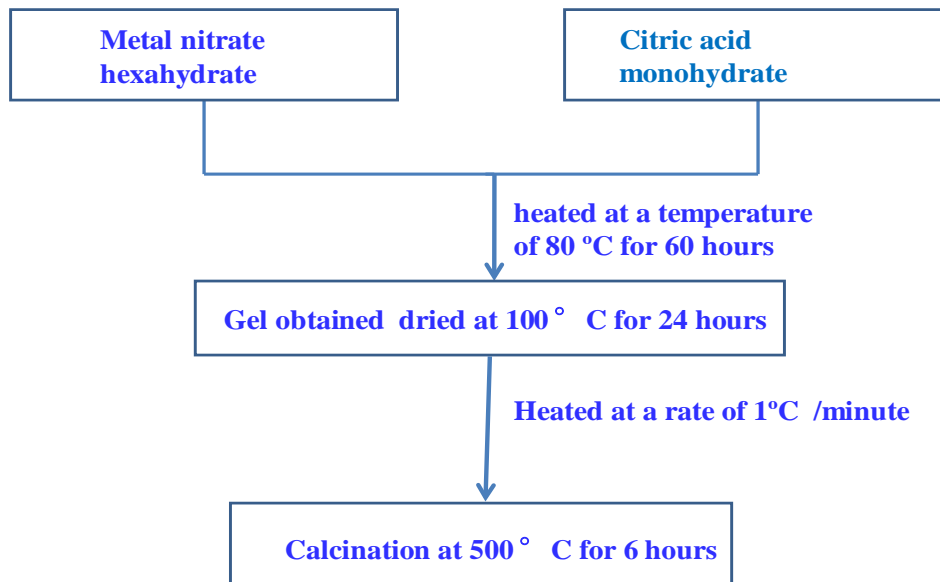 Metal nitrate
hexahydrate
Citric acid
monohydrate
heated at a temperature
of 80 ºC for 60 hours
Gel obtained dried at 100° C for 24 hours
Heated at a rate of 1ºC /minute
Calcination at 500° C for 6 hours